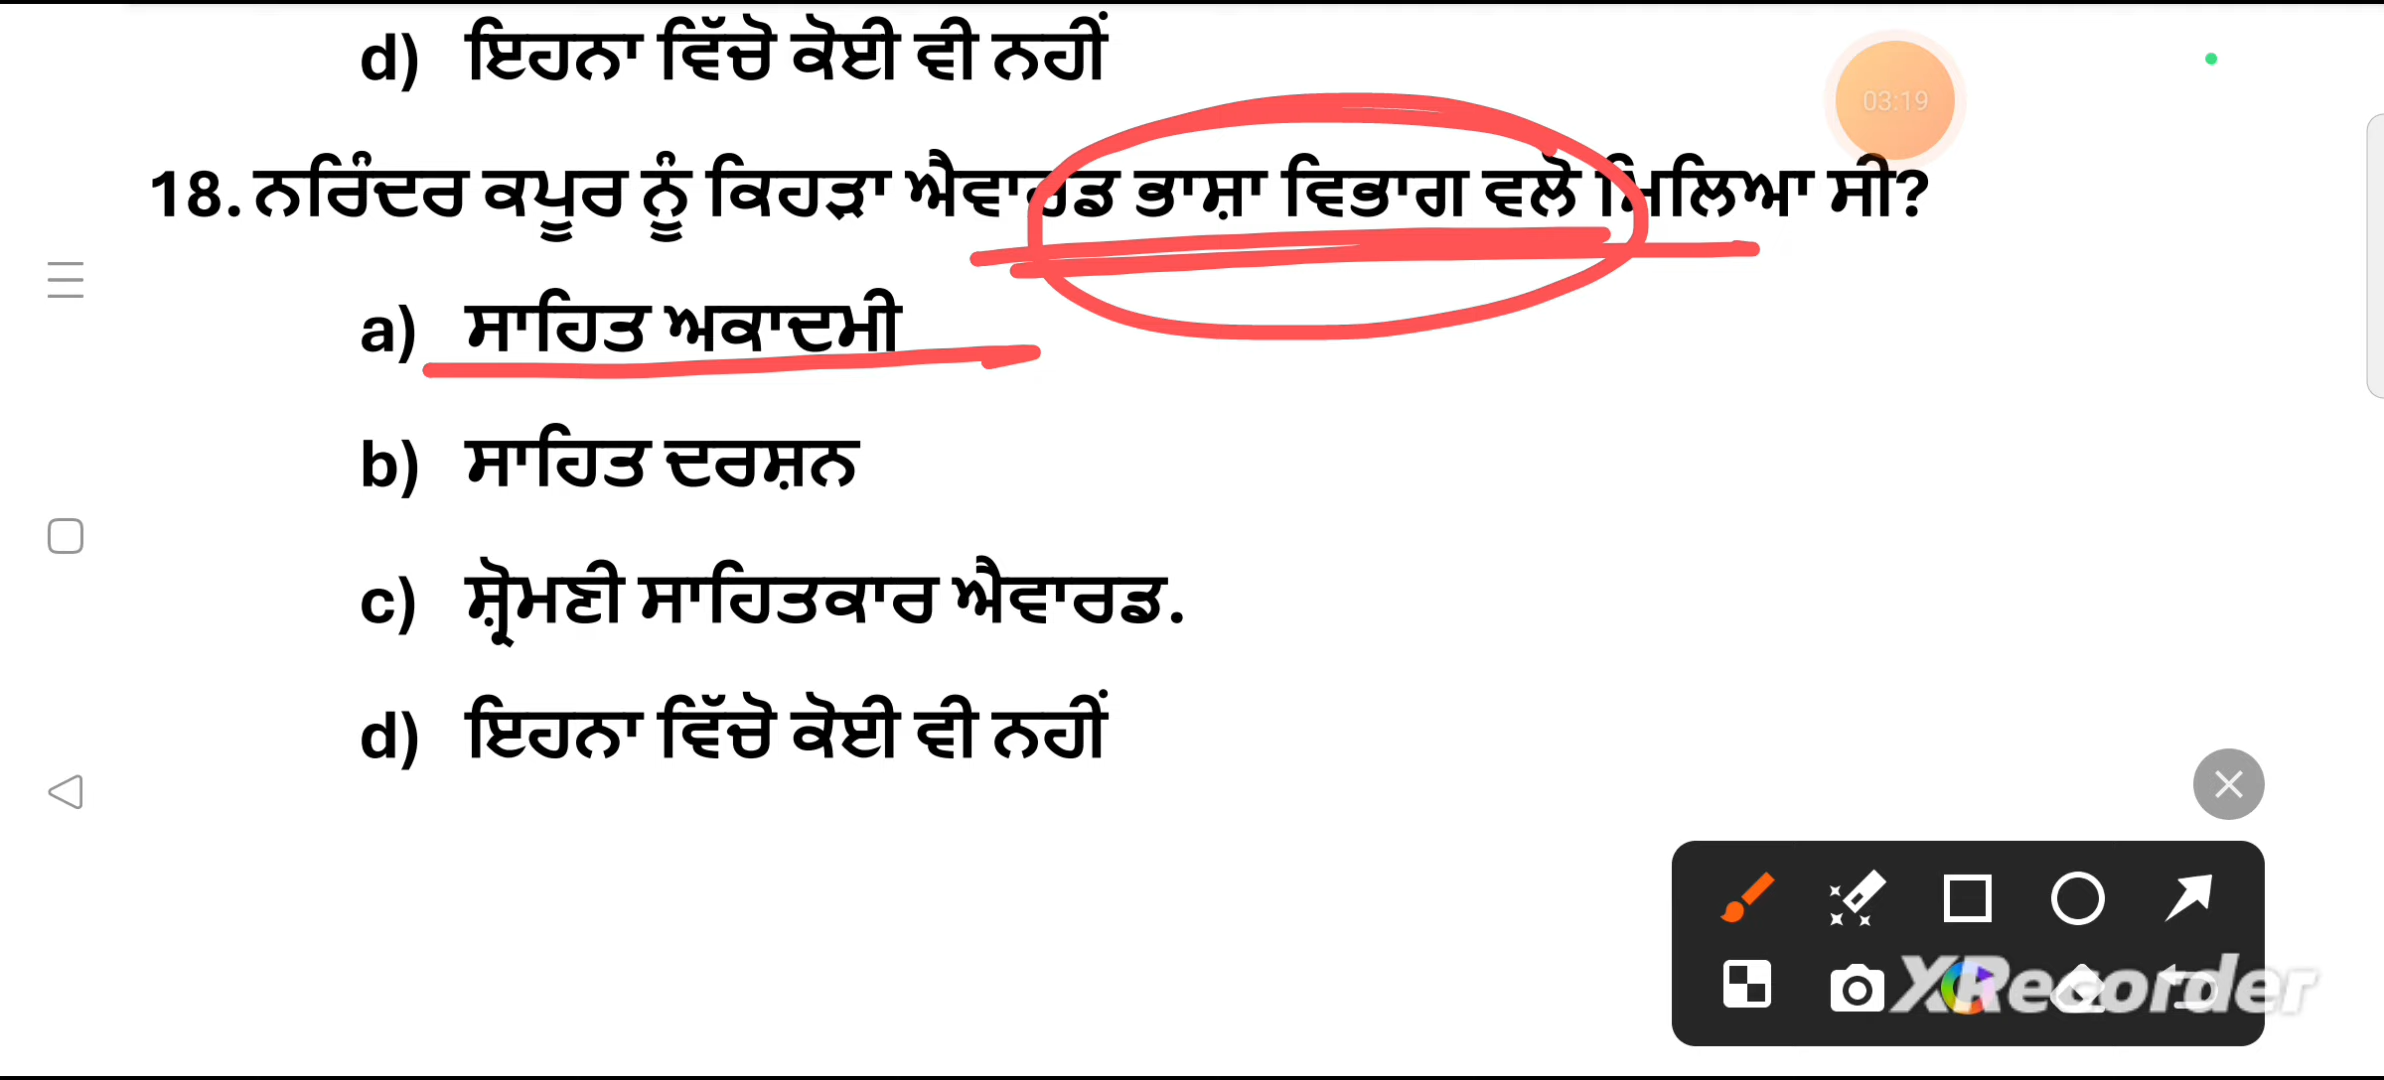 d) ਇਹਨਾ ਵਿੱਚੋ ਕੋਈ ਵੀ ਨਹੀਂ
03:19
18. ਨਰਿੰਦਰ ਕਪੂਰ ਨੂੰ ਕਿਹੜਾ ਐਵਾਰਡ ਭਾਸ਼ਾ ਵਿਭਾਗ ਵਲੋ ਮਿਲਿਆ ਸੀ?
a) ਸਾਹਿਤ ਅਕਾਦਮੀ
b) ਸਾਹਿਤ ਦਰਸ਼ਨ
c) ਸ਼੍ਰੋਮਣੀ ਸਾਹਿਤਕਾਰ ਐਵਾਰਡ.
d) ਇਹਨਾ ਵਿੱਚੋ ਕੋਈ ਵੀ ਨਹੀਂ
XRecorder